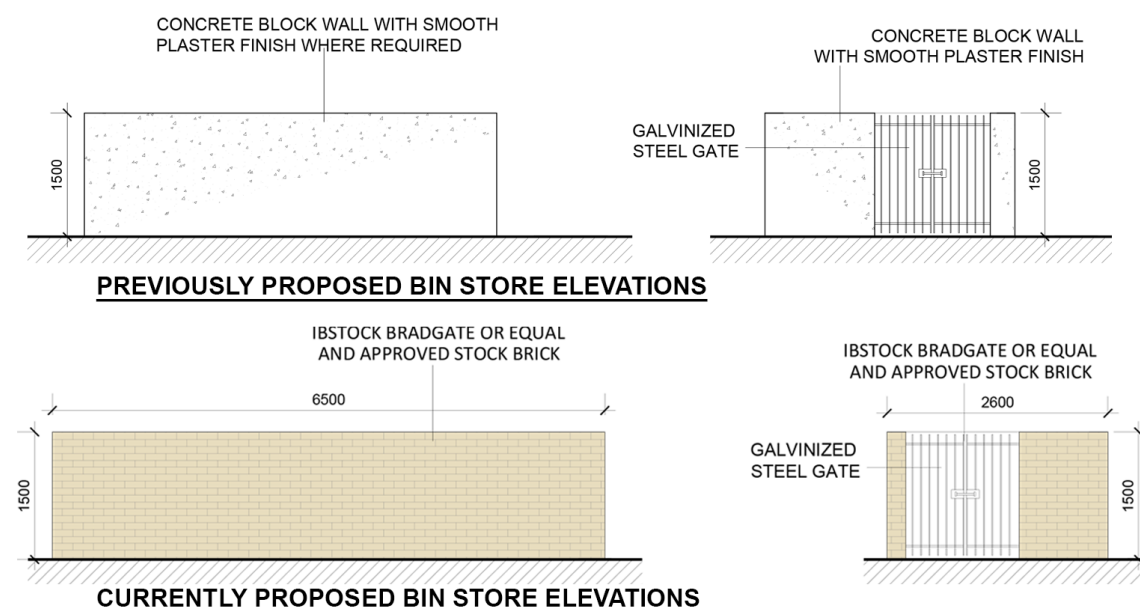 CONCRETE BLOCK WALL WITH SMOOTH
PLASTER FINISH WHERE REQUIRED
1500
CONCRETE BLOCK WALL
WITH SMOOTH PLASTER FINISH
GALVINIZED
STEEL GATE
1500
PREVIOUSLY PROPOSED BIN STORE ELEVATIONS
IBSTOCK BRADGATE OR EQUAL
AND APPROVED STOCK BRICK
6500
1500
IBSTOCK BRADGATE OR EQUAL
AND APPROVED STOCK BRICK
2600
GALVINIZED
STEEL GATE
1500
CURRENTLY PROPOSED BIN STORE ELEVATIONS